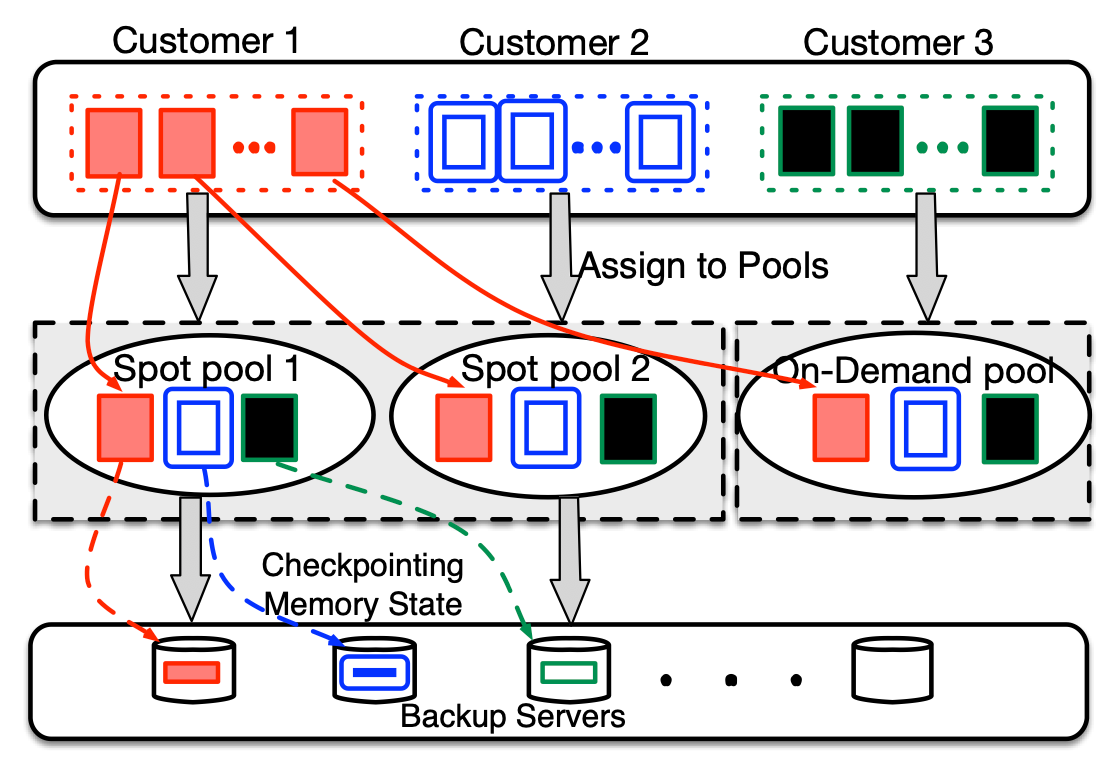 Customer 1
Customer 2
Customer 3
Assign to Pools
Spot pool 1
Spot pool 2
On-Demand pool
Checkpointing
Memory State
Backup Servers